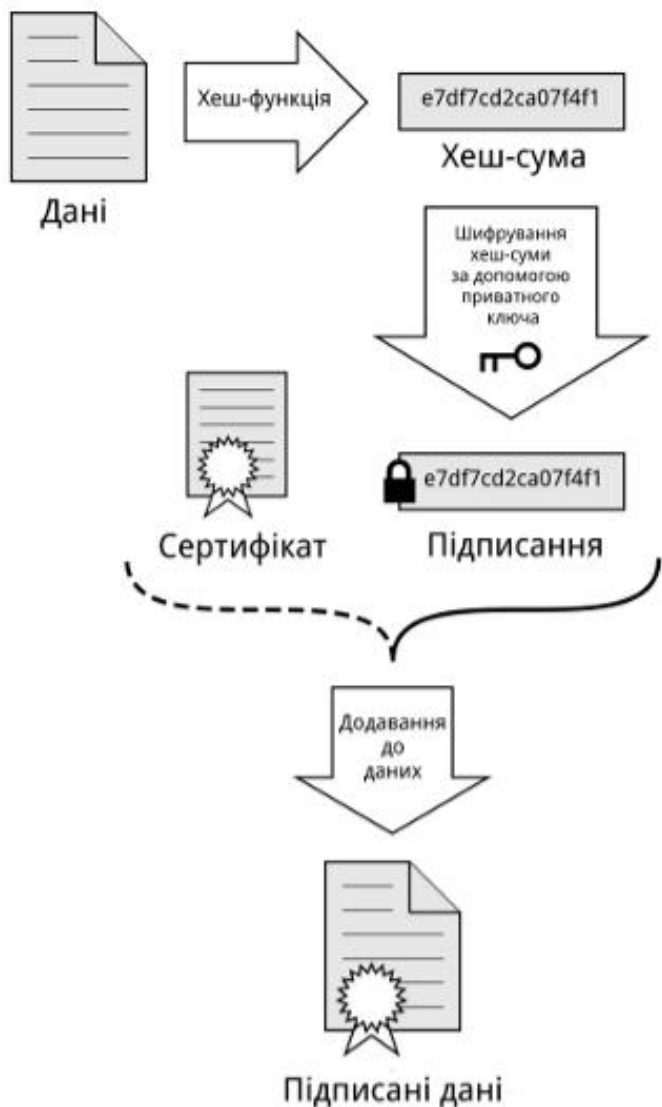 Хеш-функція
e7df7cd2ca07f4f1
Дані
Хеш-сума
Шифрування
хеш-суми
за допомогою
приватного
ключа
e7df7cd2ca07f4f1
Сертифікат
Підписання
Додавання
до
даних
Підписані дані